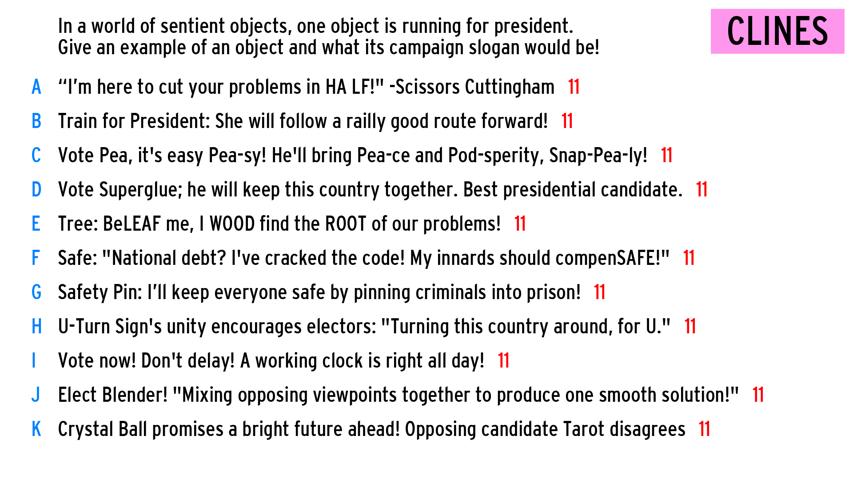 In a world of sentient objects, one object is running for president.
Give an example of an object and what its campaign slogan would be!
CLINES
A "I'm here to cut your problems in HA LF!" -Scissors Cuttingham 11
B Train for President: She will follow a railly good route forward! 11
C Vote Pea, it's easy Pea-sy! He'll bring Pea-ce and Pod-sperity, Snap-Pea-ly! 11
D Vote Superglue; he will keep this country together. Best presidential candidate. 11
E Tree: BeLEAF me, I WOOD find the ROOT of our problems! 11
F Safe: "National debt? I've cracked the code! My innards should compenSAFE!" 11
G Safety Pin: I'll keep everyone safe by pinning criminals into prison! 11
H U-Turn Sign's unity encourages electors: "Turning this country around, for U." 11
I Vote now! Don't delay! A working clock is right all day! 11
J Elect Blender! "Mixing opposing viewpoints together to produce one smooth solution!" 11
K Crystal Ball promises a bright future ahead! Opposing candidate Tarot disagrees 11